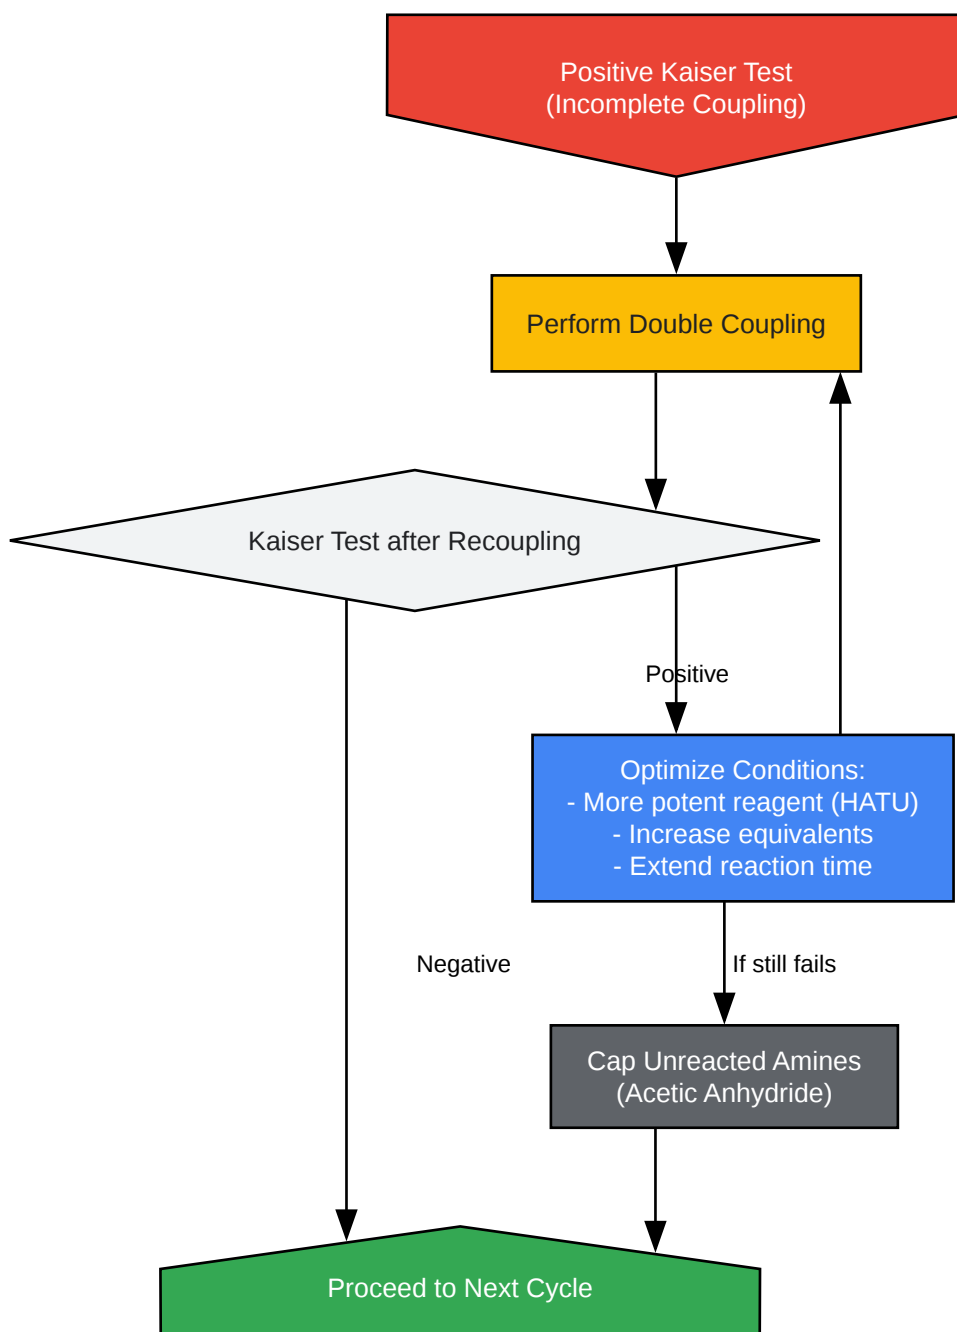 Positive Kaiser Test
(Incomplete Coupling)
Perform Double Coupling
Kaiser Test after Recoupling
Positive
Optimize Conditions:
- More potent reagent (HATU)
- Increase equivalents
- Extend reaction time
Negative
If still fails
Cap Unreacted Amines
(Acetic Anhydride)
Proceed to Next Cycle